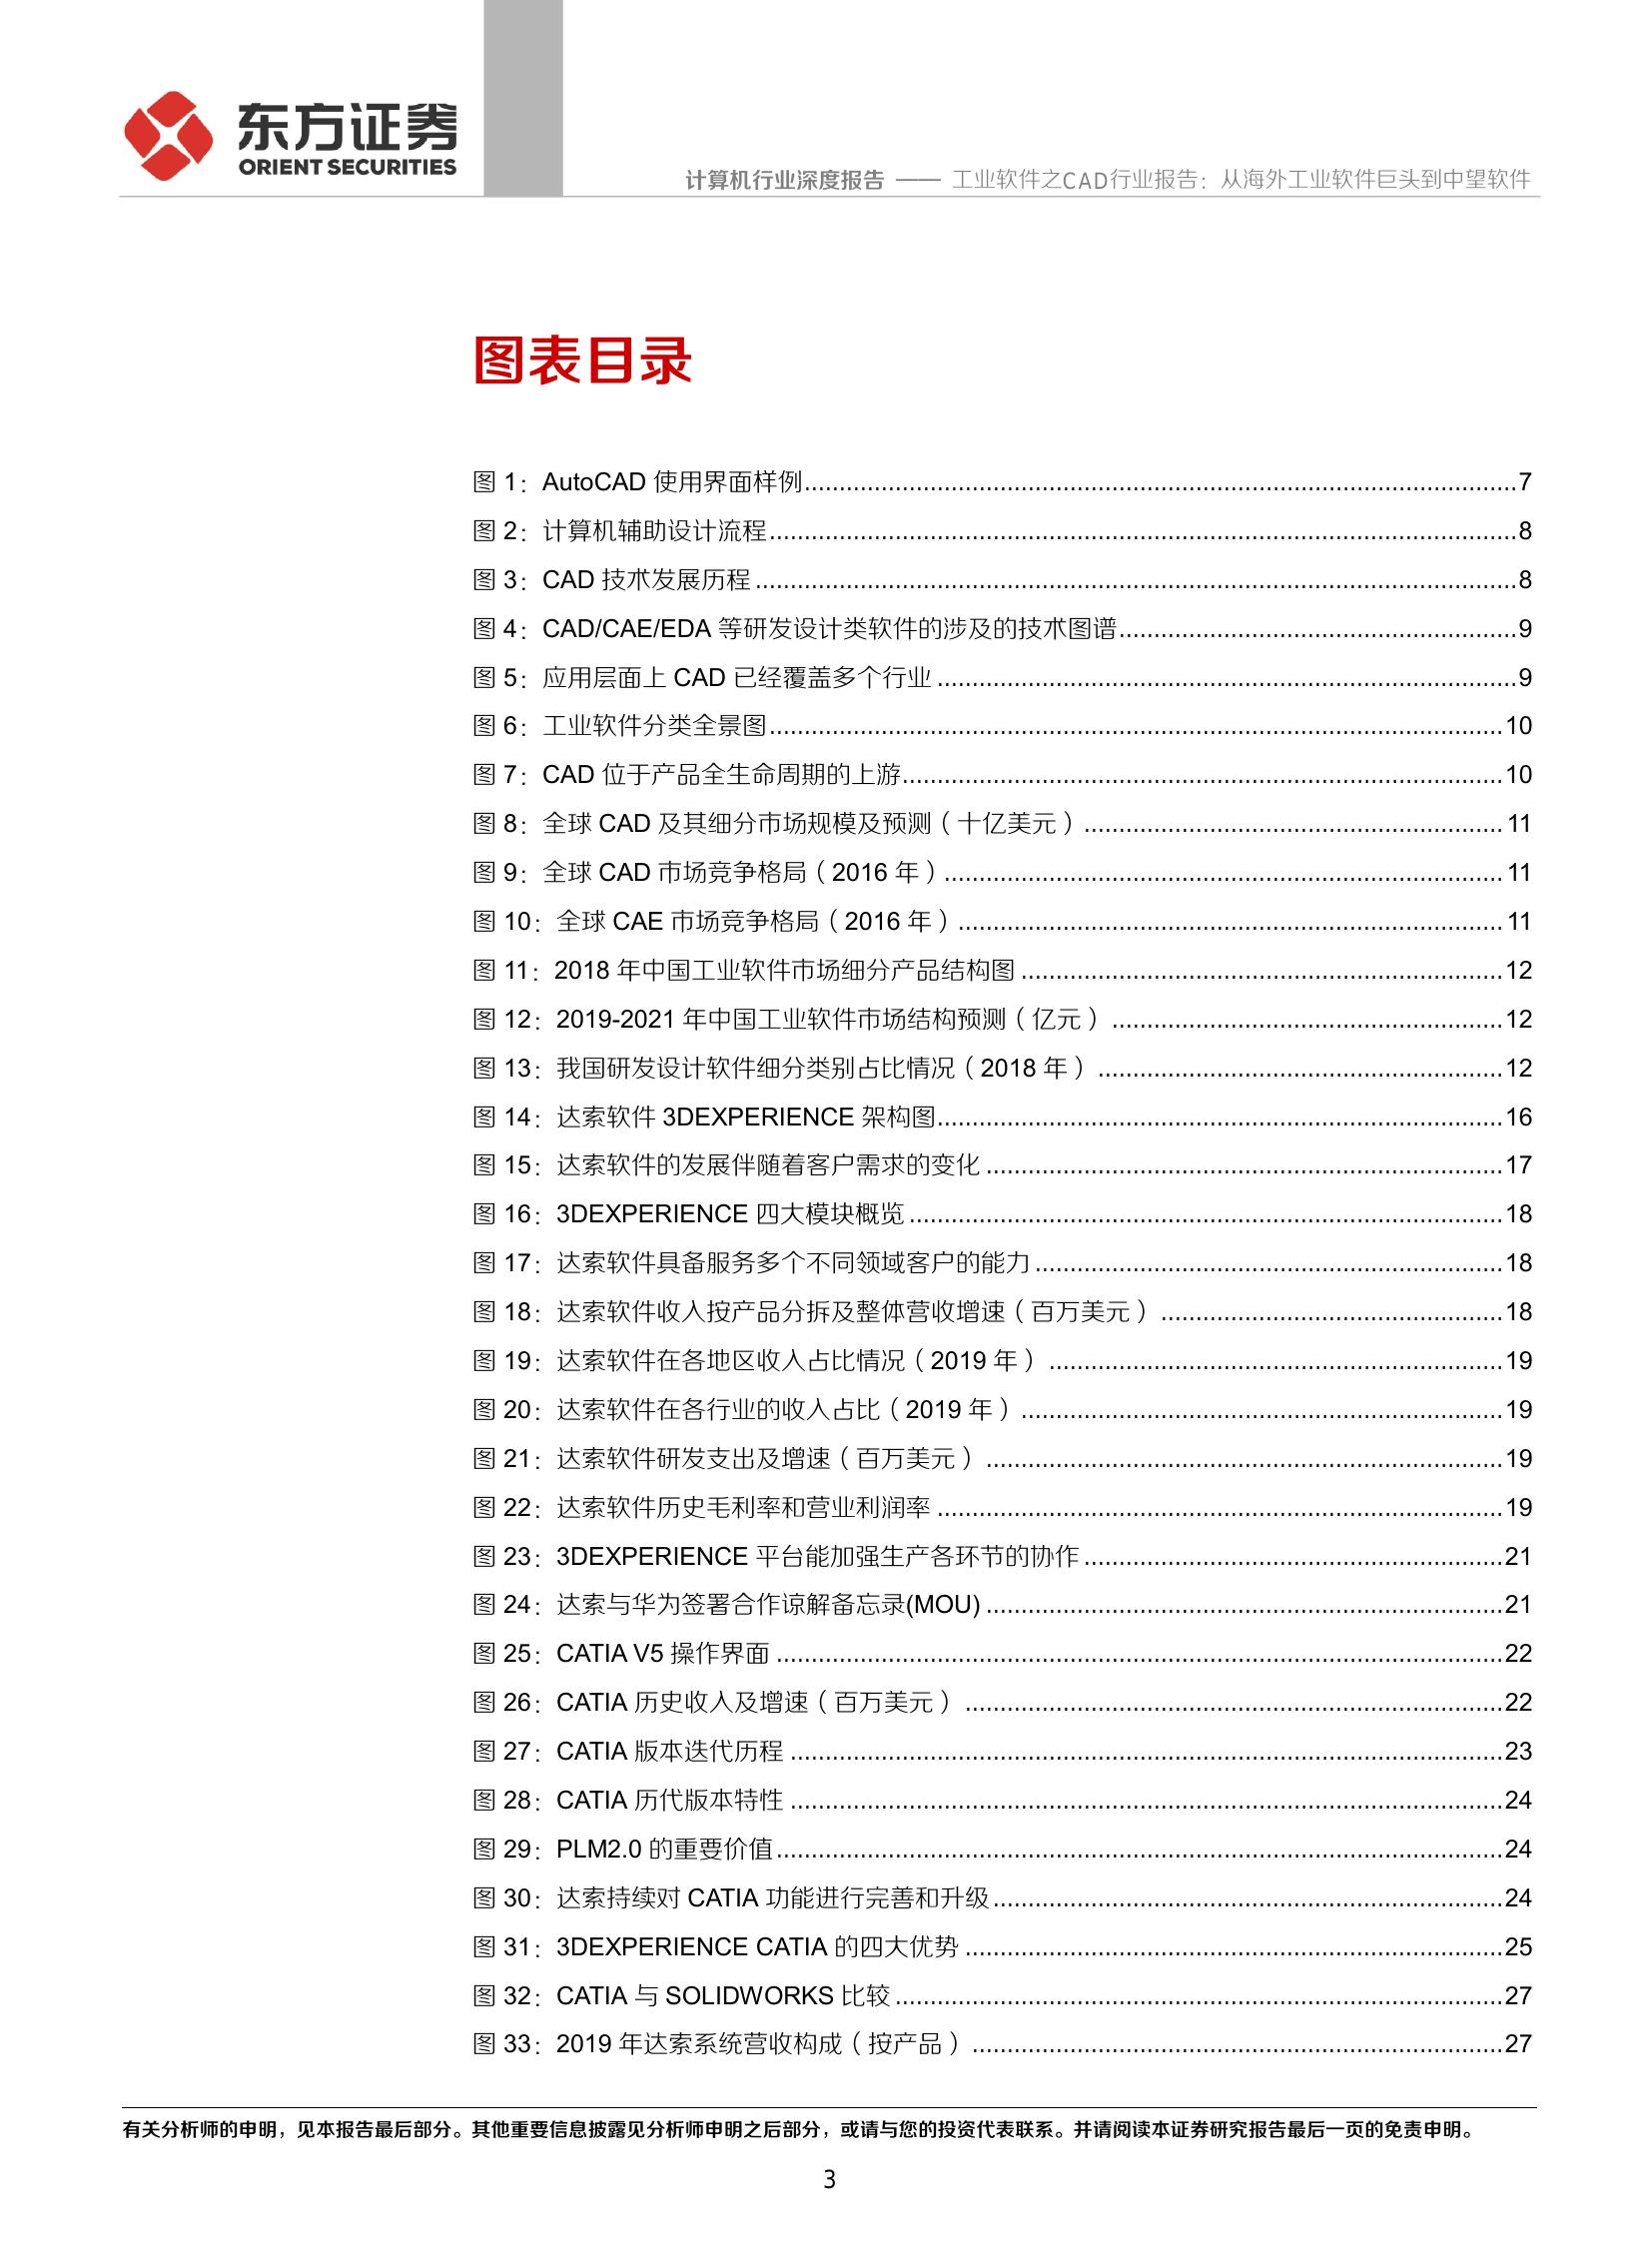 东方证券
ORIENT SECURITIES
计算机行业深度报告 —— 工业软件之CAD行业报告：从海外工业软件巨头到中望软件
图表目录
图 1：AutoCAD 使用界面样例........................................7
图 2：计算机辅助设计流程........................................8
图 3：CAD 技术发展历程........................................8
图 4：CAD/CAE/EDA 等研发设计类软件的涉及的技术图谱........................................9
图 5：应用层面上 CAD 已经覆盖多个行业........................................9
图 6：工业软件分类全景图........................................10
图 7：CAD 位于产品全生命周期的上游........................................10
图 8：全球 CAD 及其细分市场规模及预测（十亿美元）........................................11
图 9：全球 CAD 市场竞争格局（2016 年）........................................11
图 10：全球 CAE 市场竞争格局（2016 年）........................................11
图 11：2018 年中国工业软件市场细分产品结构图........................................12
图 12：2019-2021 年中国工业软件市场结构预测（亿元）........................................12
图 13：我国研发设计软件细分类别占比情况（2018 年）........................................12
图 14：达索软件 3DEXPERIENCE 架构图........................................16
图 15：达索软件的发展伴随着客户需求的变化........................................17
图 16：3DEXPERIENCE 四大模块概览........................................18
图 17：达索软件具备服务多个不同领域客户的能力........................................18
图 18：达索软件收入按产品分拆及整体营收增速（百万美元）........................................18
图 19：达索软件在各地区收入占比情况（2019 年）........................................19
图 20：达索软件在各行业的收入占比（2019 年）........................................19
图 21：达索软件研发支出及增速（百万美元）........................................19
图 22：达索软件历史毛利率和营业利润率........................................19
图 23：3DEXPERIENCE 平台能加强生产各环节的协作........................................21
图 24：达索与华为签署合作谅解备忘录(MOU)........................................21
图 25：CATIA V5 操作界面........................................22
图 26：CATIA 历史收入及增速（百万美元）........................................22
图 27：CATIA 版本迭代历程........................................23
图 28：CATIA 历代版本特性........................................24
图 29：PLM2.0 的重要价值........................................24
图 30：达索持续对 CATIA 功能进行完善和升级........................................24
图 31：3DEXPERIENCE CATIA 的四大优势........................................25
图 32：CATIA 与 SOLIDWORKS 比较........................................27
图 33：2019 年达索系统营收构成（按产品）........................................27
有关分析师的申明，见本报告最后部分。其他重要信息披露见分析师申明之后部分，或请与您的投资代表联系。并请阅读本证券研究报告最后一页的免责申明。
3